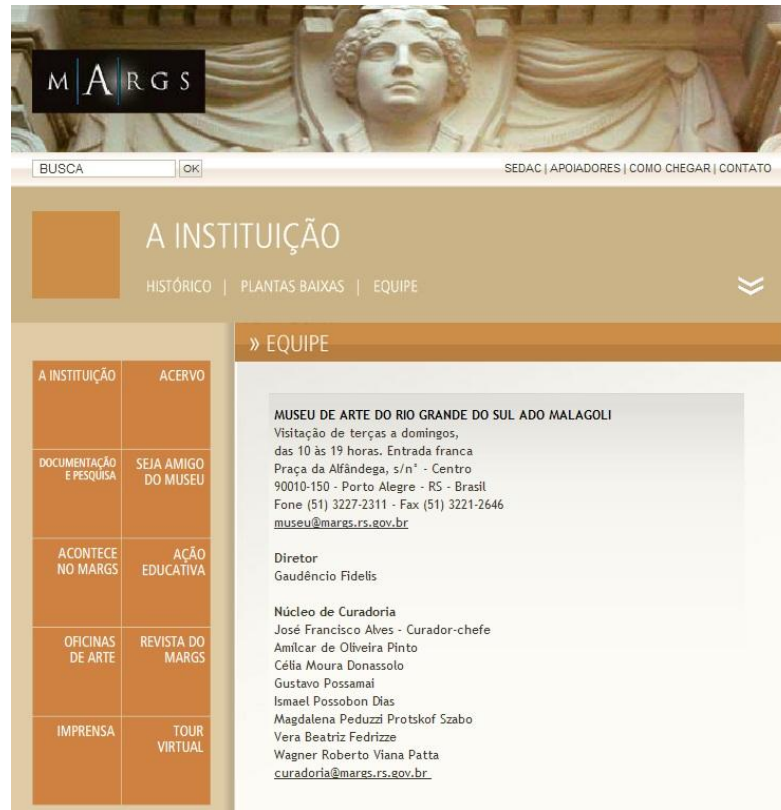 M A R G S
BUSCA OK
SEDAC | APOIADORES | COMO CHEGAR | CONTATO
A INSTITUIÇÃO
HISTÓRICO | PLANTAS BAIXAS | EQUIPE
» EQUIPE
A INSTITUIÇÃO
ACERVO
DOCUMENTAÇÃO
E PESQUISA
SEJA AMIGO
DO MUSEU
ACONTECE
NO MARGS
AÇÃO
EDUCATIVA
OFICINAS
DE ARTE
REVISTA DO
MARGS
IMPRENSA
TOUR
VIRTUAL
MUSEU DE ARTE DO RIO GRANDE DO SUL ADO MALAGOLI
Visitação de terças a domingos,
das 10 às 19 horas. Entrada franca
Praça da Alfândega, s/n° - Centro
90010-150 - Porto Alegre - RS - Brasil
Fone (51) 3227-2311 - Fax (51) 3221-2646
museu@margs.rs.gov.br
Diretor
Gaudêncio Fidelis
Núcleo de Curadoria
José Francisco Alves - Curador-chefe
Amílcar de Oliveira Pinto
Célia Moura Donassolo
Gustavo Possamai
Ismael Possobon Dias
Magdalena Peduzzi Protskof Szabo
Vera Beatriz Fedrizze
Wagner Roberto Viana Patta
curadoria@margs.rs.gov.br